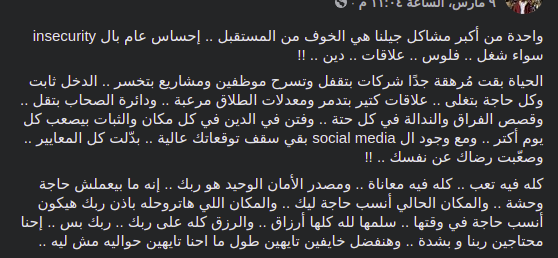 ٩ مارس، الساعة ١١:٠٤ م ·
واحدة من أكبر مشاكل جيلنا هي الخوف من المستقبل .. إحساس عام بال insecurity
سواء شغل .. فلوس .. علاقات .. دين .. !!
الحياة بقت مُرهقة جدًا شركات بتقفل وتسرح موظفين ومشاريع بتخسر .. الدخل ثابت
وكل حاجة بتغلى .. علاقات كتير بتدمر ومعدلات الطلاق مرعبة .. ودائرة الصحاب بتقل ..
وقصص الفراق والندالة في كل حتة .. وفتن في الدين في كل مكان والثبات بيصعب كل
يوم أكتر .. ومع وجود ال social media بقي سقف توقعاتك عالية .. بدّلت كل المعايير ..
وصعّبت رضاك عن نفسك .. !!
كله فيه تعب .. كله فيه معاناة .. ومصدر الأمان الوحيد هو ربك .. إنه ما بيعملش حاجة
وحشة .. والمكان الحالي أنسب حاجة ليك .. والمكان اللي هاتروحله باذن ربك هيكون
أنسب حاجة في وقتها .. سلمها لله كلها أرزاق .. والرزق كله على ربك .. ربك بس .. إحنا
محتاجين ربنا و بشدة .. وهنفضل خايفين تايهين طول ما احنا تايهين حواليه مش ليه ..